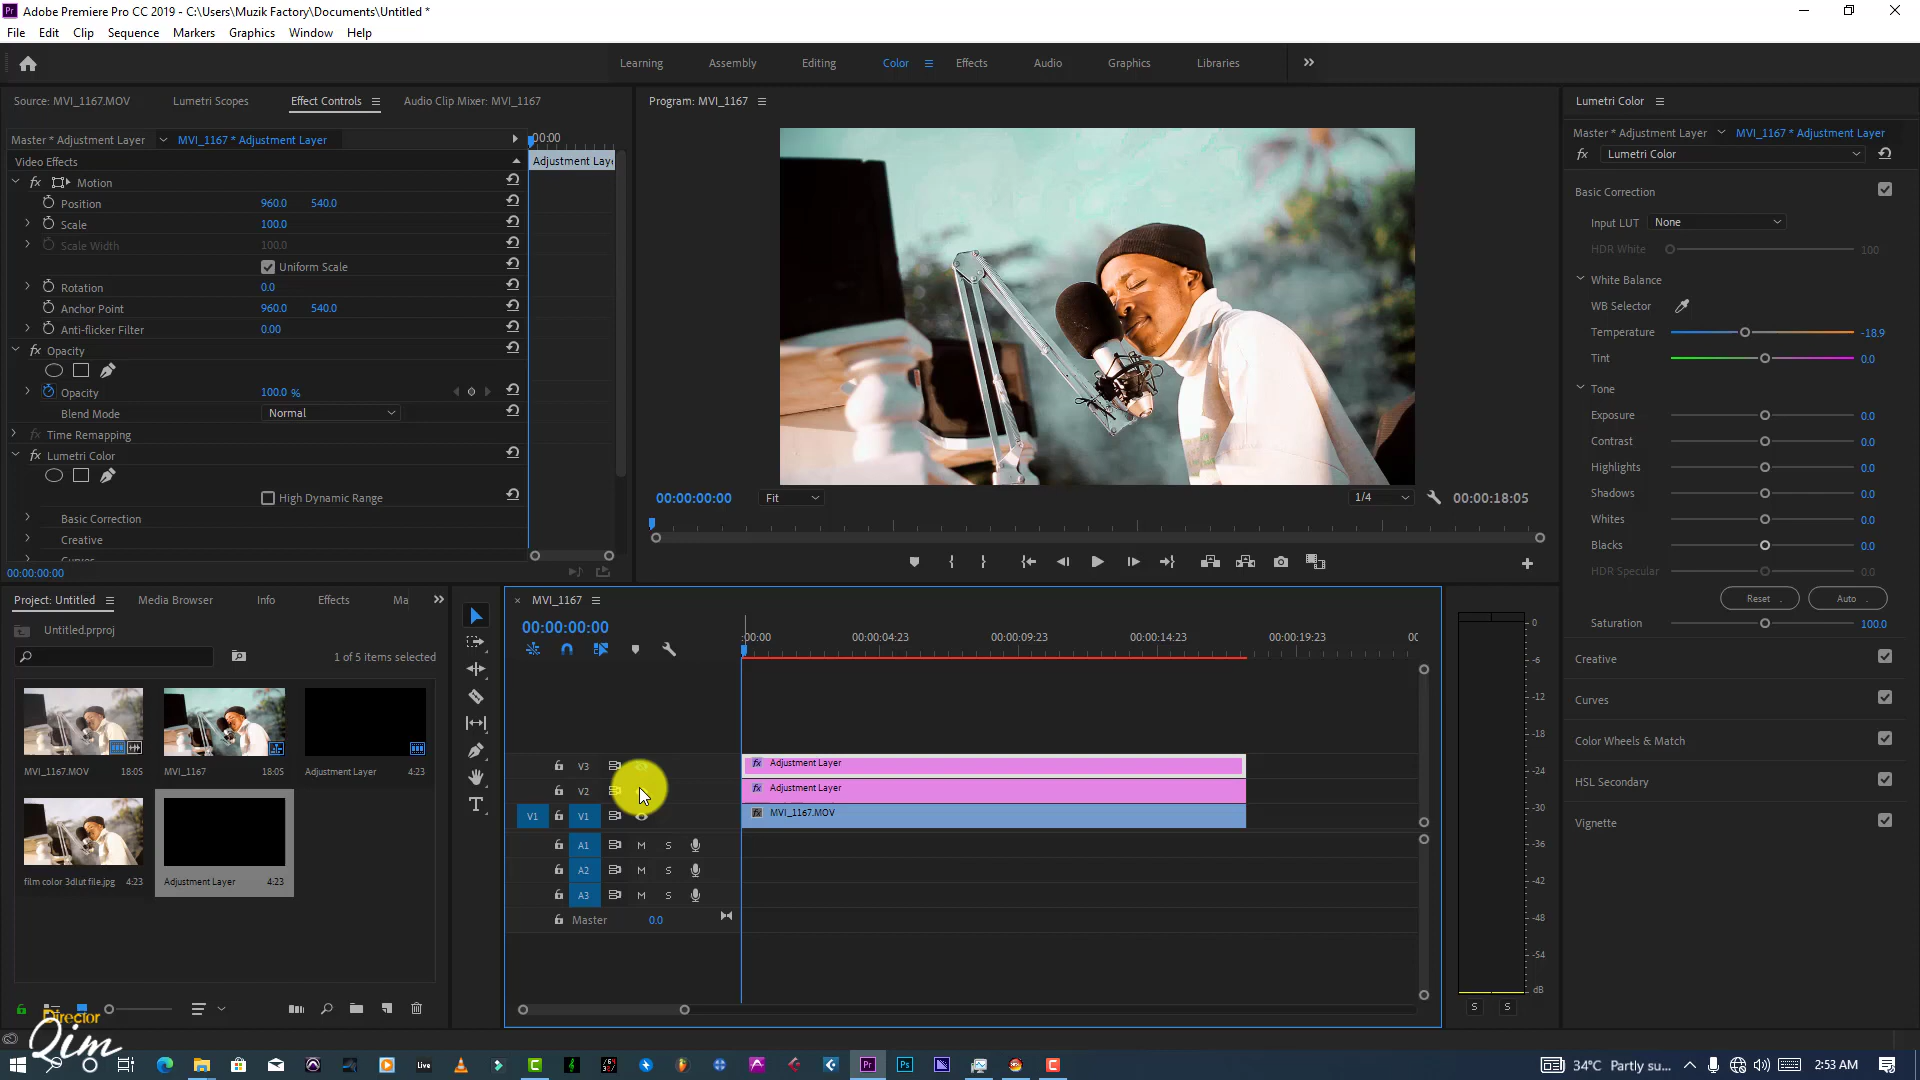 Adobe Premiere Pro CC 2019 - C:\Users\Muzik Factory\Documents\Untitled *
File Edit Clip Sequence Markers Graphics Window Help
Learning Assembly Editing Color Effects Audio Graphics Libraries
Source: MVI_1167.MOV Lumetri Scopes Effect Controls Audio Clip Mixer: MVI_1167
Master * Adjustment Layer MVI_1167 * Adjustment Layer
:00:00
Video Effects
Adjustment Laye
fx Motion
Position 960.0 540.0
Scale 100.0
Scale Width 100.0
Uniform Scale
Rotation 0.0
Anchor Point 960.0 540.0
Anti-flicker Filter 0.00
fx Opacity
Opacity 100.0 %
Blend Mode Normal
fx Time Remapping
fx Lumetri Color
High Dynamic Range
Basic Correction
Creative
Curves
00:00:00:00
Program: MVI_1167
00:00:00:00 Fit 1/4 00:00:18:05
Lumetri Color
Master * Adjustment Layer MVI_1167 * Adjustment Layer
fx Lumetri Color
Basic Correction
Input LUT None
HDR White 100
White Balance
WB Selector
Temperature -18.9
Tint 0.0
Tone
Exposure 0.0
Contrast 0.0
Highlights 0.0
Shadows 0.0
Whites 0.0
Blacks 0.0
HDR Specular 0.0
Reset Auto
Saturation 100.0
Creative
Curves
Color Wheels & Match
HSL Secondary
Vignette
Project: Untitled Media Browser Info Effects Ma
Untitled.prproj
1 of 5 items selected
MVI_1167.MOV 18:05 MVI_1167 18:05 Adjustment Layer 4:23
film color 3dlut file.jpg 4:23 Adjustment Layer 4:23
MVI_1167
00:00:00:00
:00:00 00:00:04:23 00:00:09:23 00:00:14:23 00:00:19:23 00
V3 fx Adjustment Layer
V2 fx Adjustment Layer
V1 V1 fx MVI_1167.MOV
A1 M S
A2 M S
A3 M S
Master 0.0
0
-6
-12
-18
-24
-30
-36
-42
-48
-54
dB
S S
Director
Qim
Live
34°C Partly su... 2:53 AM